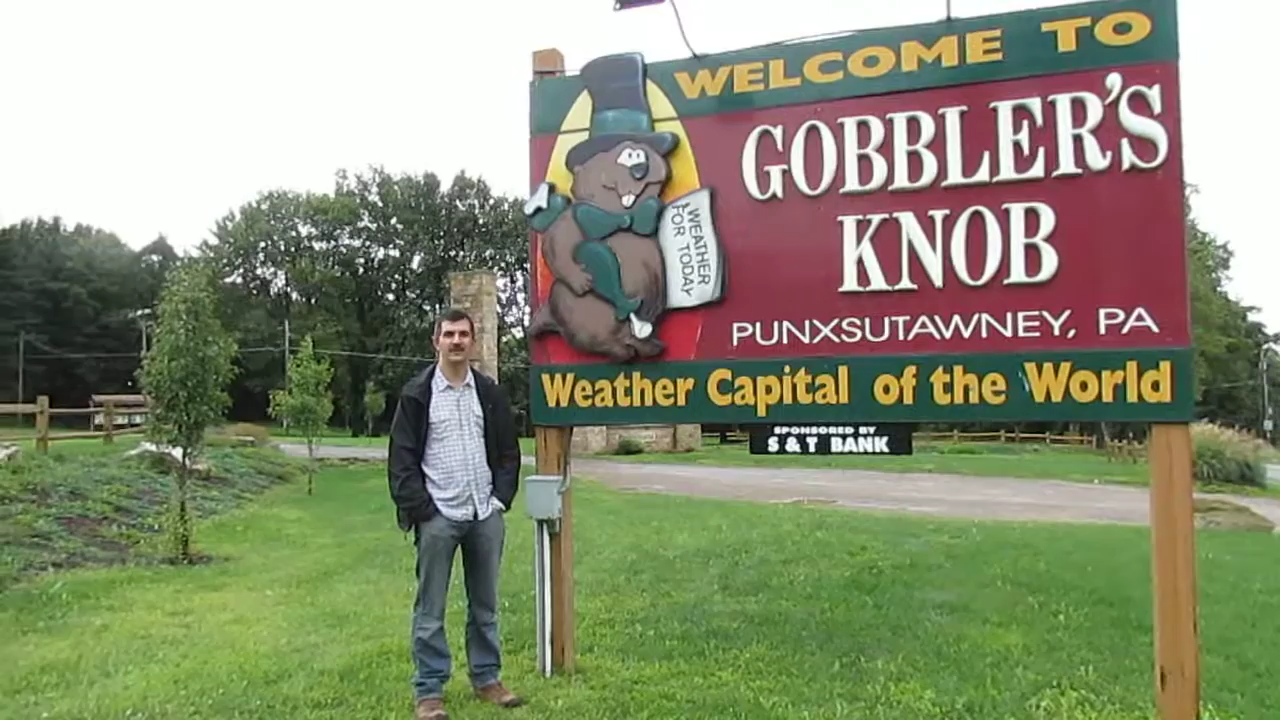 WELCOME TO
GOBBLER'S
KNOB
PUNXSUTAWNEY, PA
WEATHER
FOR TODAY
Weather Capital of the World
SPONSORED BY
S & T BANK